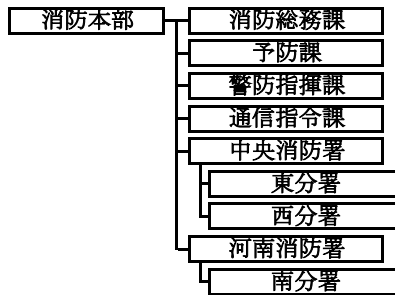 消防本部 消防総務課
予防課
警防指揮課
通信指令課
中央消防署
東分署
西分署
河南消防署
南分署